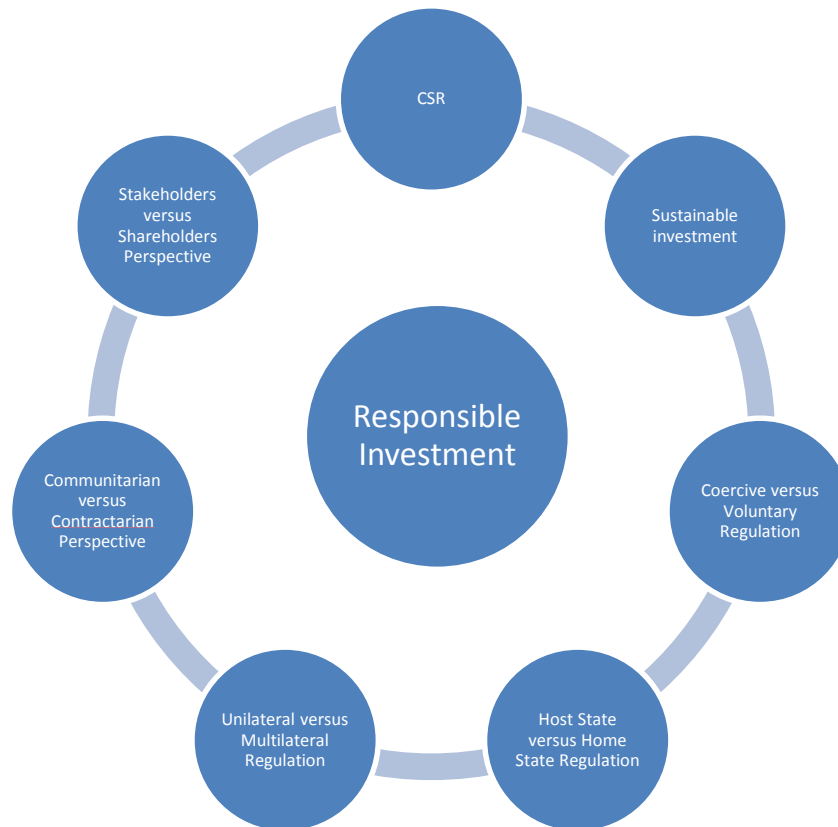 CSR
Sustainable
investment
Coercive versus
Voluntary
Regulation
Host State
versus Home
State Regulation
Unilateral versus
Multilateral
Regulation
Communitarian
versus
Contractarian
Perspective
Stakeholders
versus
Shareholders
Perspective
Responsible
Investment